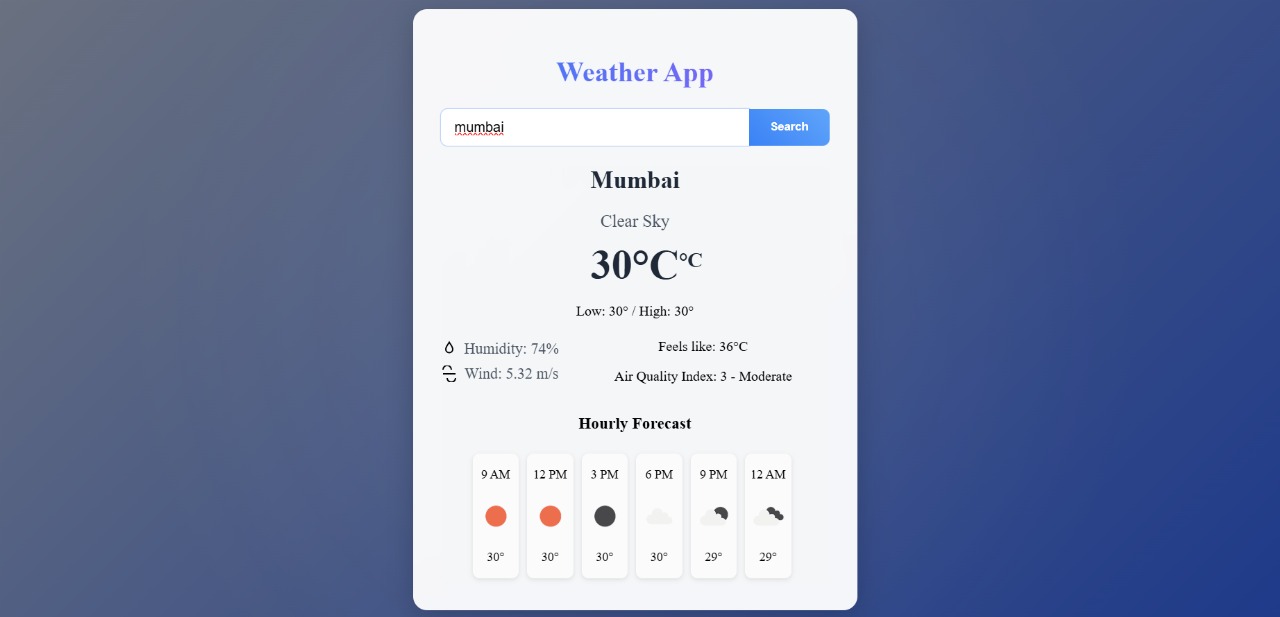 Weather App
mumbai
Search
Mumbai
Clear Sky
30°C°C
Low: 30° / High: 30°
Humidity: 74%
Feels like: 36°C
Wind: 5.32 m/s
Air Quality Index: 3 - Moderate
Hourly Forecast
9 AM 12 PM 3 PM 6 PM 9 PM 12 AM
30° 30° 30° 30° 29° 29°